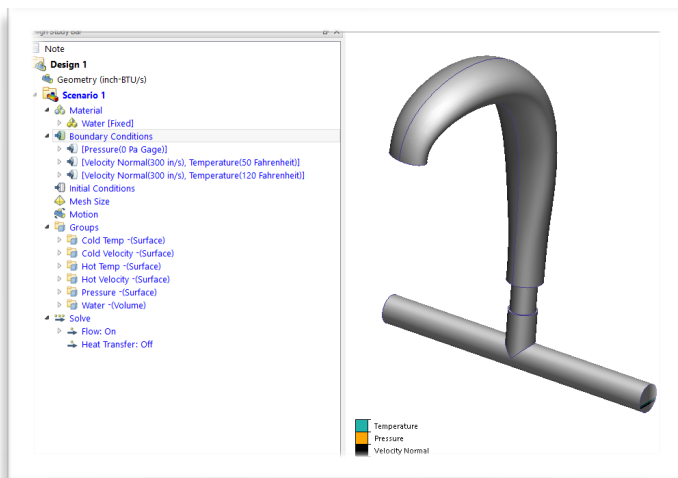 Note
Design 1
Geometry (inch-BTU/s)
Scenario 1
Material
Water [Fixed]
Boundary Conditions
[Pressure(0 Pa Gage)]
[Velocity Normal(300 in/s), Temperature(50 Fahrenheit)]
[Velocity Normal(300 in/s), Temperature(120 Fahrenheit)]
Initial Conditions
Mesh Size
Motion
Groups
Cold Temp -(Surface)
Cold Velocity -(Surface)
Hot Temp -(Surface)
Hot Velocity -(Surface)
Pressure -(Surface)
Water -(Volume)
Solve
Flow: On
Heat Transfer: Off
Temperature
Pressure
Velocity Normal